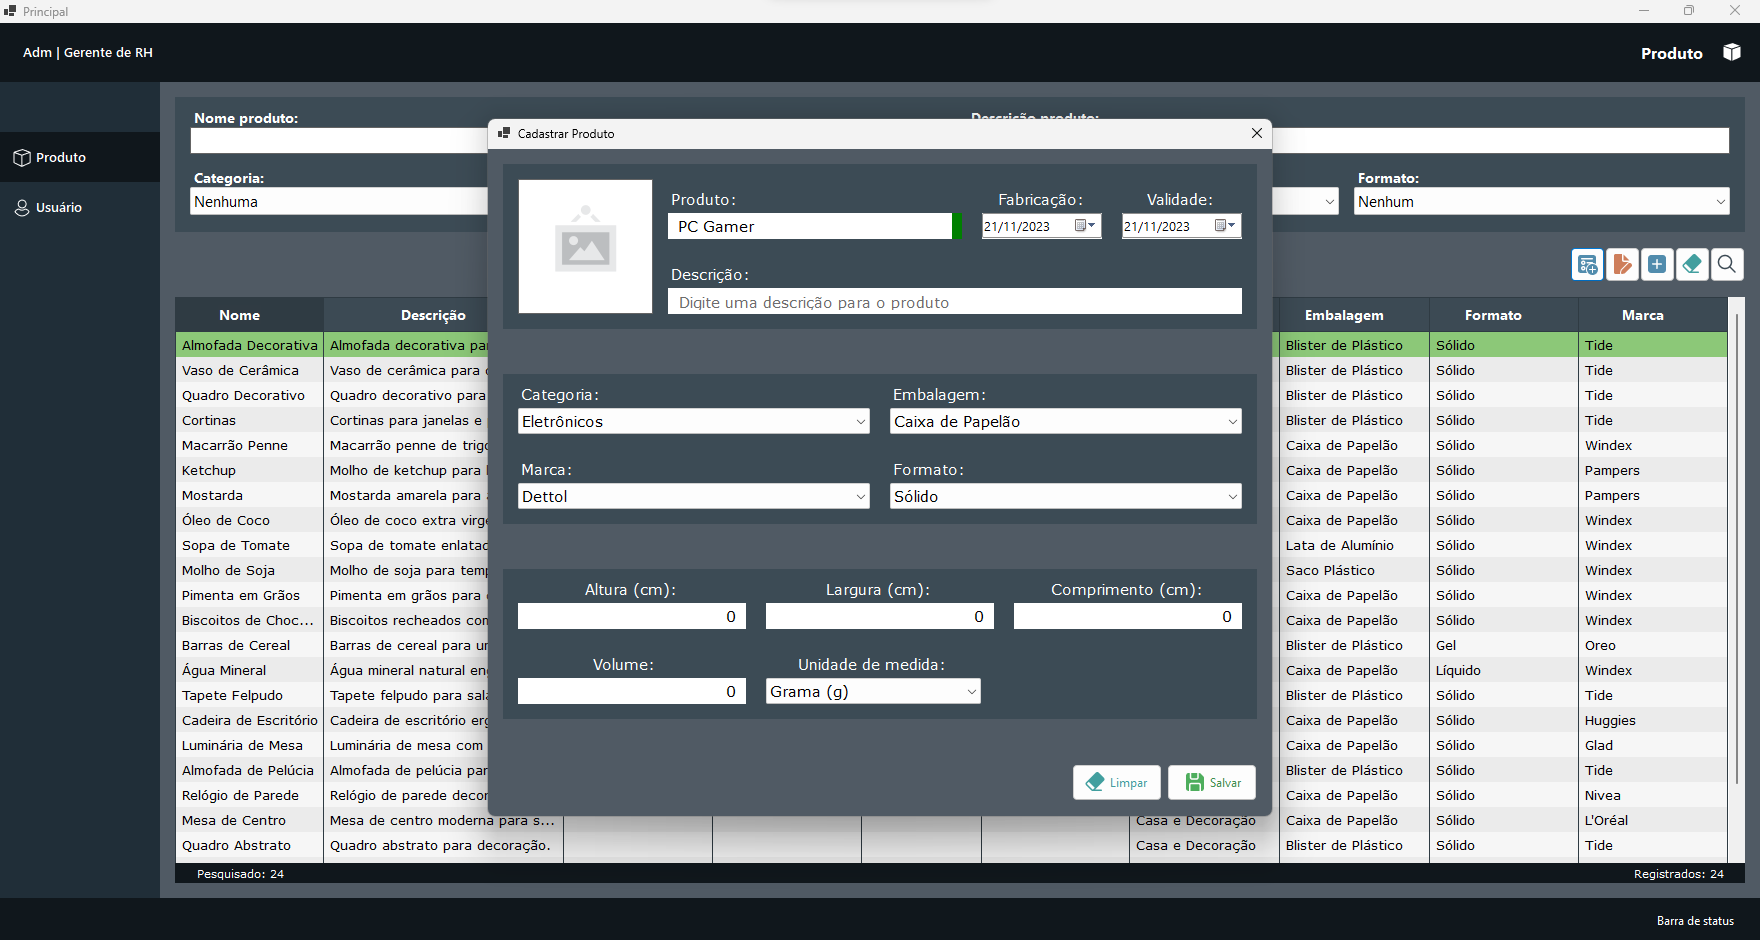 Principal
Adm | Gerente de RH
Produto
Produto
Usuário
Nome produto:
Descrição produto:
Categoria:
Nenhuma
Formato:
Nenhum
Cadastrar Produto
Produto:
PC Gamer
Fabricação:
21/11/2023
Validade:
21/11/2023
Descrição:
Digite uma descrição para o produto
Categoria:
Eletrônicos
Embalagem:
Caixa de Papelão
Marca:
Dettol
Formato:
Sólido
Altura (cm):
0
Largura (cm):
0
Comprimento (cm):
0
Volume:
0
Unidade de medida:
Grama (g)
Limpar
Salvar
Nome Descrição Embalagem Formato Marca
Almofada Decorativa Almofada decorativa Blister de Plástico Sólido Tide
Vaso de Cerâmica Vaso de cerâmica para Blister de Plástico Sólido Tide
Quadro Decorativo Quadro decorativo para Blister de Plástico Sólido Tide
Cortinas Cortinas para janelas e Blister de Plástico Sólido Tide
Macarrão Penne Macarrão penne de Caixa de Papelão Sólido Windex
Ketchup Molho de ketchup para Caixa de Papelão Sólido Pampers
Mostarda Mostarda amarela para Caixa de Papelão Sólido Pampers
Óleo de Coco Óleo de coco extra Caixa de Papelão Sólido Windex
Sopa de Tomate Sopa de tomate Lata de Alumínio Sólido Windex
Molho de Soja Molho de soja para Saco Plástico Sólido Windex
Pimenta em Grãos Pimenta em grãos para Caixa de Papelão Sólido Windex
Biscoitos de Choc... Biscoitos recheados Caixa de Papelão Sólido Windex
Barras de Cereal Barras de cereal para Blister de Plástico Gel Oreo
Água Mineral Água mineral natural Caixa de Papelão Líquido Windex
Tapete Felpudo Tapete felpudo para Blister de Plástico Sólido Tide
Cadeira de Escritório Cadeira de escritório Caixa de Papelão Sólido Huggies
Luminária de Mesa Luminária de mesa com Caixa de Papelão Sólido Glad
Almofada de Pelúcia Almofada de pelúcia Blister de Plástico Sólido Tide
Relógio de Parede Relógio de parede Caixa de Papelão Sólido Nivea
Mesa de Centro Mesa de centro moderna para s... Casa e Decoração Caixa de Papelão Sólido L'Oréal
Quadro Abstrato Quadro abstrato para decoração. Casa e Decoração Blister de Plástico Sólido Tide
Pesquisado: 24
Registrados: 24
Barra de status